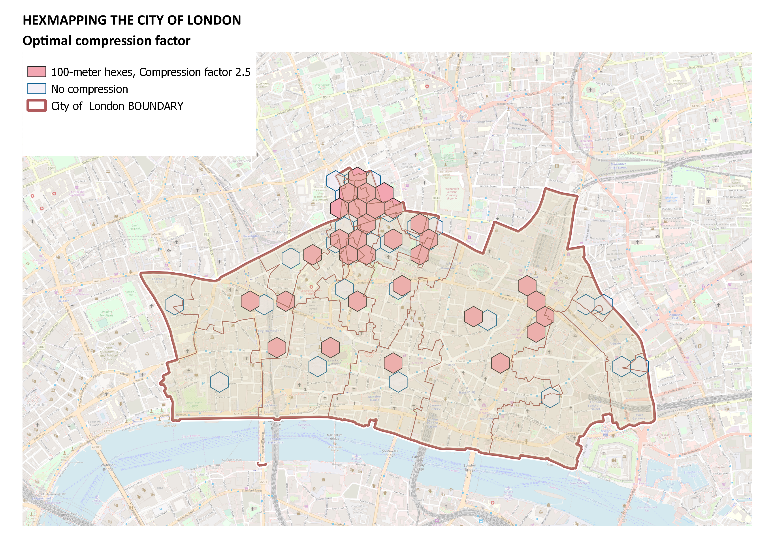 HEXMAPPING THE CITY OF LONDON
Optimal compression factor
100-meter hexes, Compression factor 2.5
No compression
City of London BOUNDARY